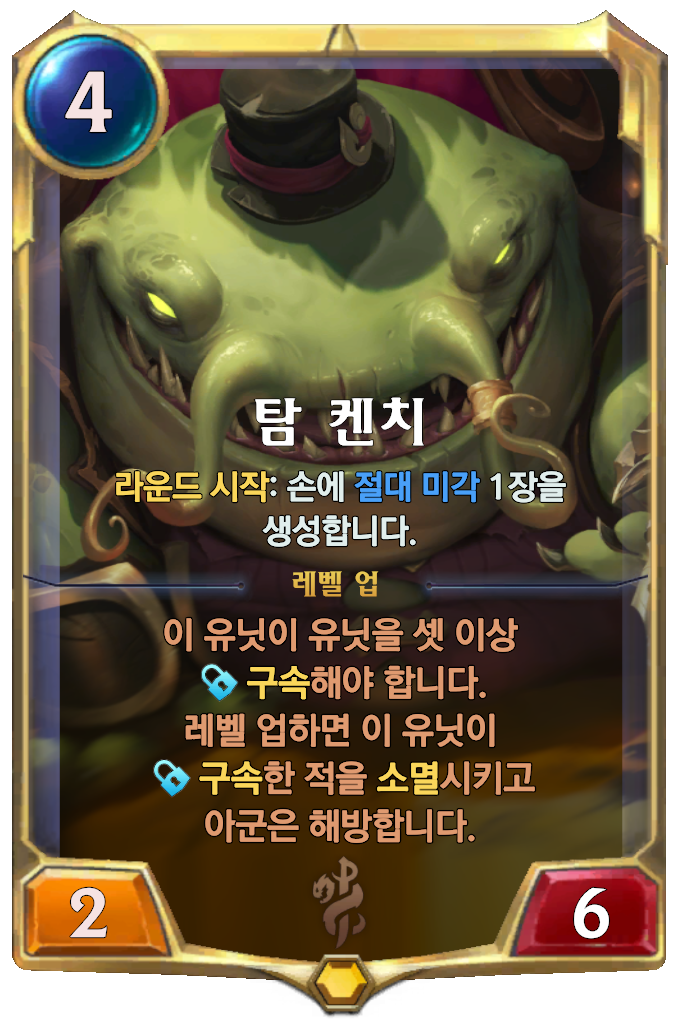 4
탐 켄치
라운드 시작: 손에 절대 미각 1장을
생성합니다.
레벨 업
이 유닛이 유닛을 셋 이상
구속해야 합니다.
레벨 업하면 이 유닛이
구속한 적을 소멸시키고
아군은 해방합니다.
2
6